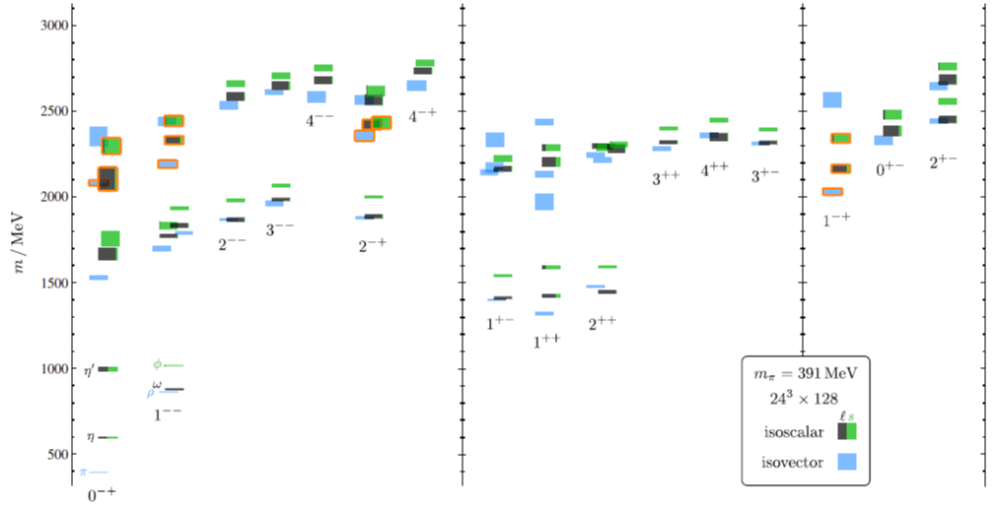 3000
2500
2000
1500
1000
500
m / MeV
η′
η
π
0⁻⁺
ϕ
ω
ρ
1⁻⁻
2⁻⁻
3⁻⁻
4⁻⁻
2⁻⁺
4⁻⁺
1⁺⁻
1⁺⁺
2⁺⁺
3⁺⁺
4⁺⁺
3⁺⁻
1⁻⁺
0⁺⁻
2⁺⁻
mπ = 391 MeV
24³ × 128
ℓ s
isoscalar
isovector